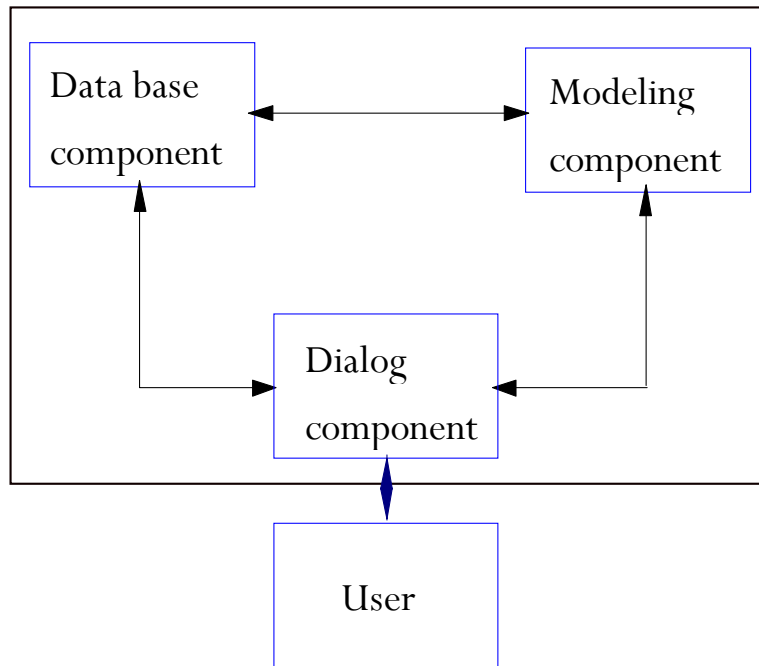 Data base
component
Modeling
component
Dialog
component
User